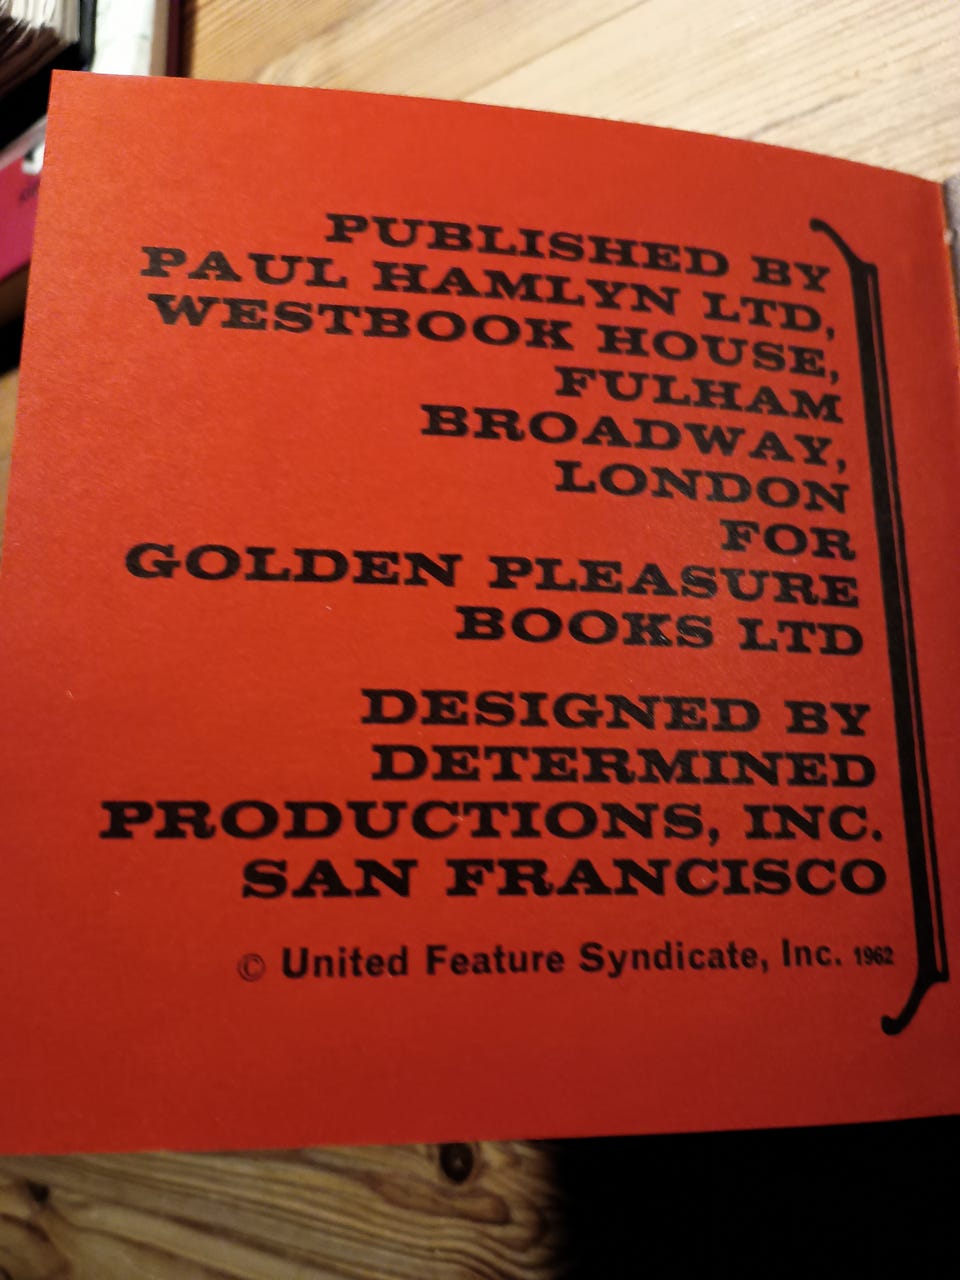 PUBLISHED BY
PAUL HAMLYN LTD,
WESTBOOK HOUSE,
FULHAM
BROADWAY,
LONDON
FOR
GOLDEN PLEASURE
BOOKS LTD
DESIGNED BY
DETERMINED
PRODUCTIONS, INC.
SAN FRANCISCO
© United Feature Syndicate, Inc. 1962